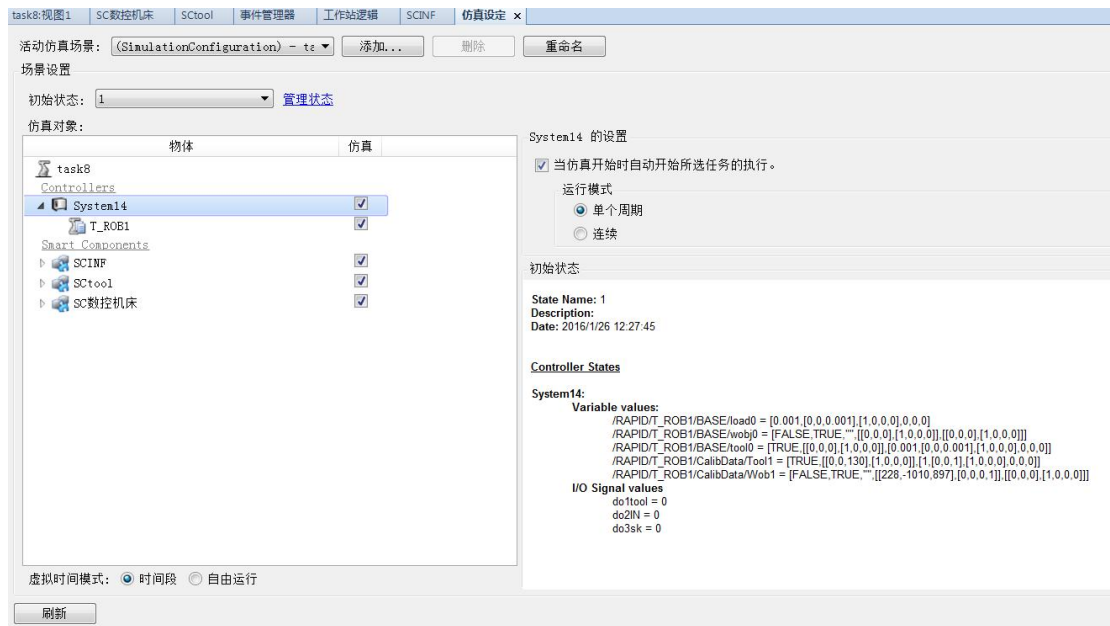 task8:视图1 SC数控机床 SCtool 事件管理器 工作站逻辑 SCINF 仿真设定 ×
活动仿真场景: (SimulationConfiguration) - ta 添加... 删除 重命名
场景设置
初始状态: 1 管理状态
仿真对象:
物体 仿真
task8
Controllers
System14
T_ROB1
Smart Components
SCINF
SCtool
SC数控机床
虚拟时间模式: 时间段 自由运行
刷新
System14 的设置
当仿真开始时自动开始所选任务的执行。
运行模式
单个周期
连续
初始状态
State Name: 1
Description:
Date: 2016/1/26 12:27:45
Controller States
System14:
Variable values:
/RAPID/T_ROB1/BASE/load0 = [0.001,[0,0,0.001],[1,0,0,0],0,0,0]
/RAPID/T_ROB1/BASE/wobj0 = [FALSE,TRUE,"",[[0,0,0],[1,0,0,0]],[[0,0,0],[1,0,0,0]]]
/RAPID/T_ROB1/BASE/tool0 = [TRUE,[[0,0,0],[1,0,0,0]],[0.001,[0,0,0.001],[1,0,0,0],0,0,0]]
/RAPID/T_ROB1/CalibData/Tool1 = [TRUE,[[0,0,130],[1,0,0,0]],[1,[0,0,1],[1,0,0,0],0,0,0]]
/RAPID/T_ROB1/CalibData/Wob1 = [FALSE,TRUE,"",[[228,-1010,897],[0,0,0,1]],[[0,0,0],[1,0,0,0]]]
I/O Signal values
do1tool = 0
do2IN = 0
do3sk = 0